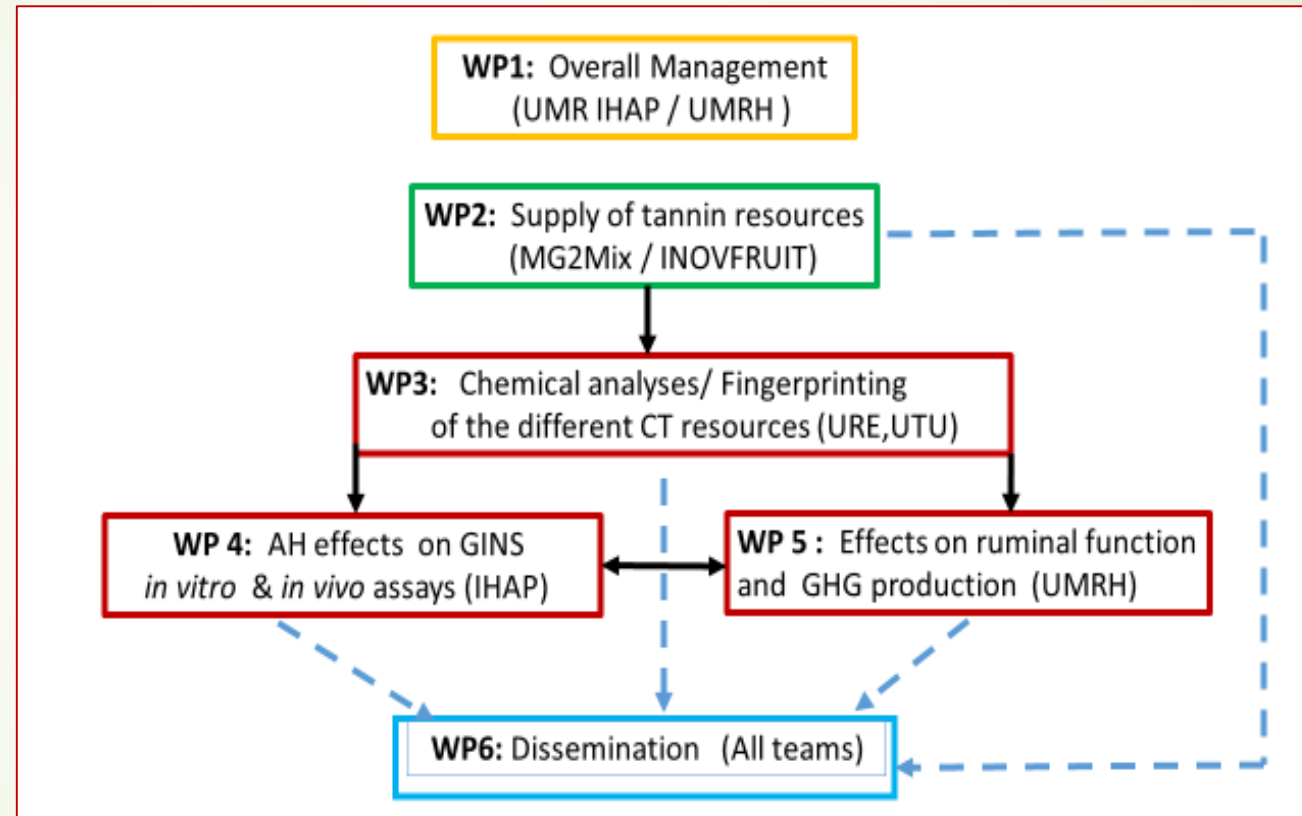 WP1: Overall Management
(UMR IHAP / UMRH )
WP2: Supply of tannin resources
(MG2Mix / INOVFRUIT)
WP3: Chemical analyses/ Fingerprinting
of the different CT resources (URE,UTU)
WP 4: AH effects on GINS
in vitro & in vivo assays (IHAP)
WP 5 : Effects on ruminal function
and GHG production (UMRH)
WP6: Dissemination (All teams)